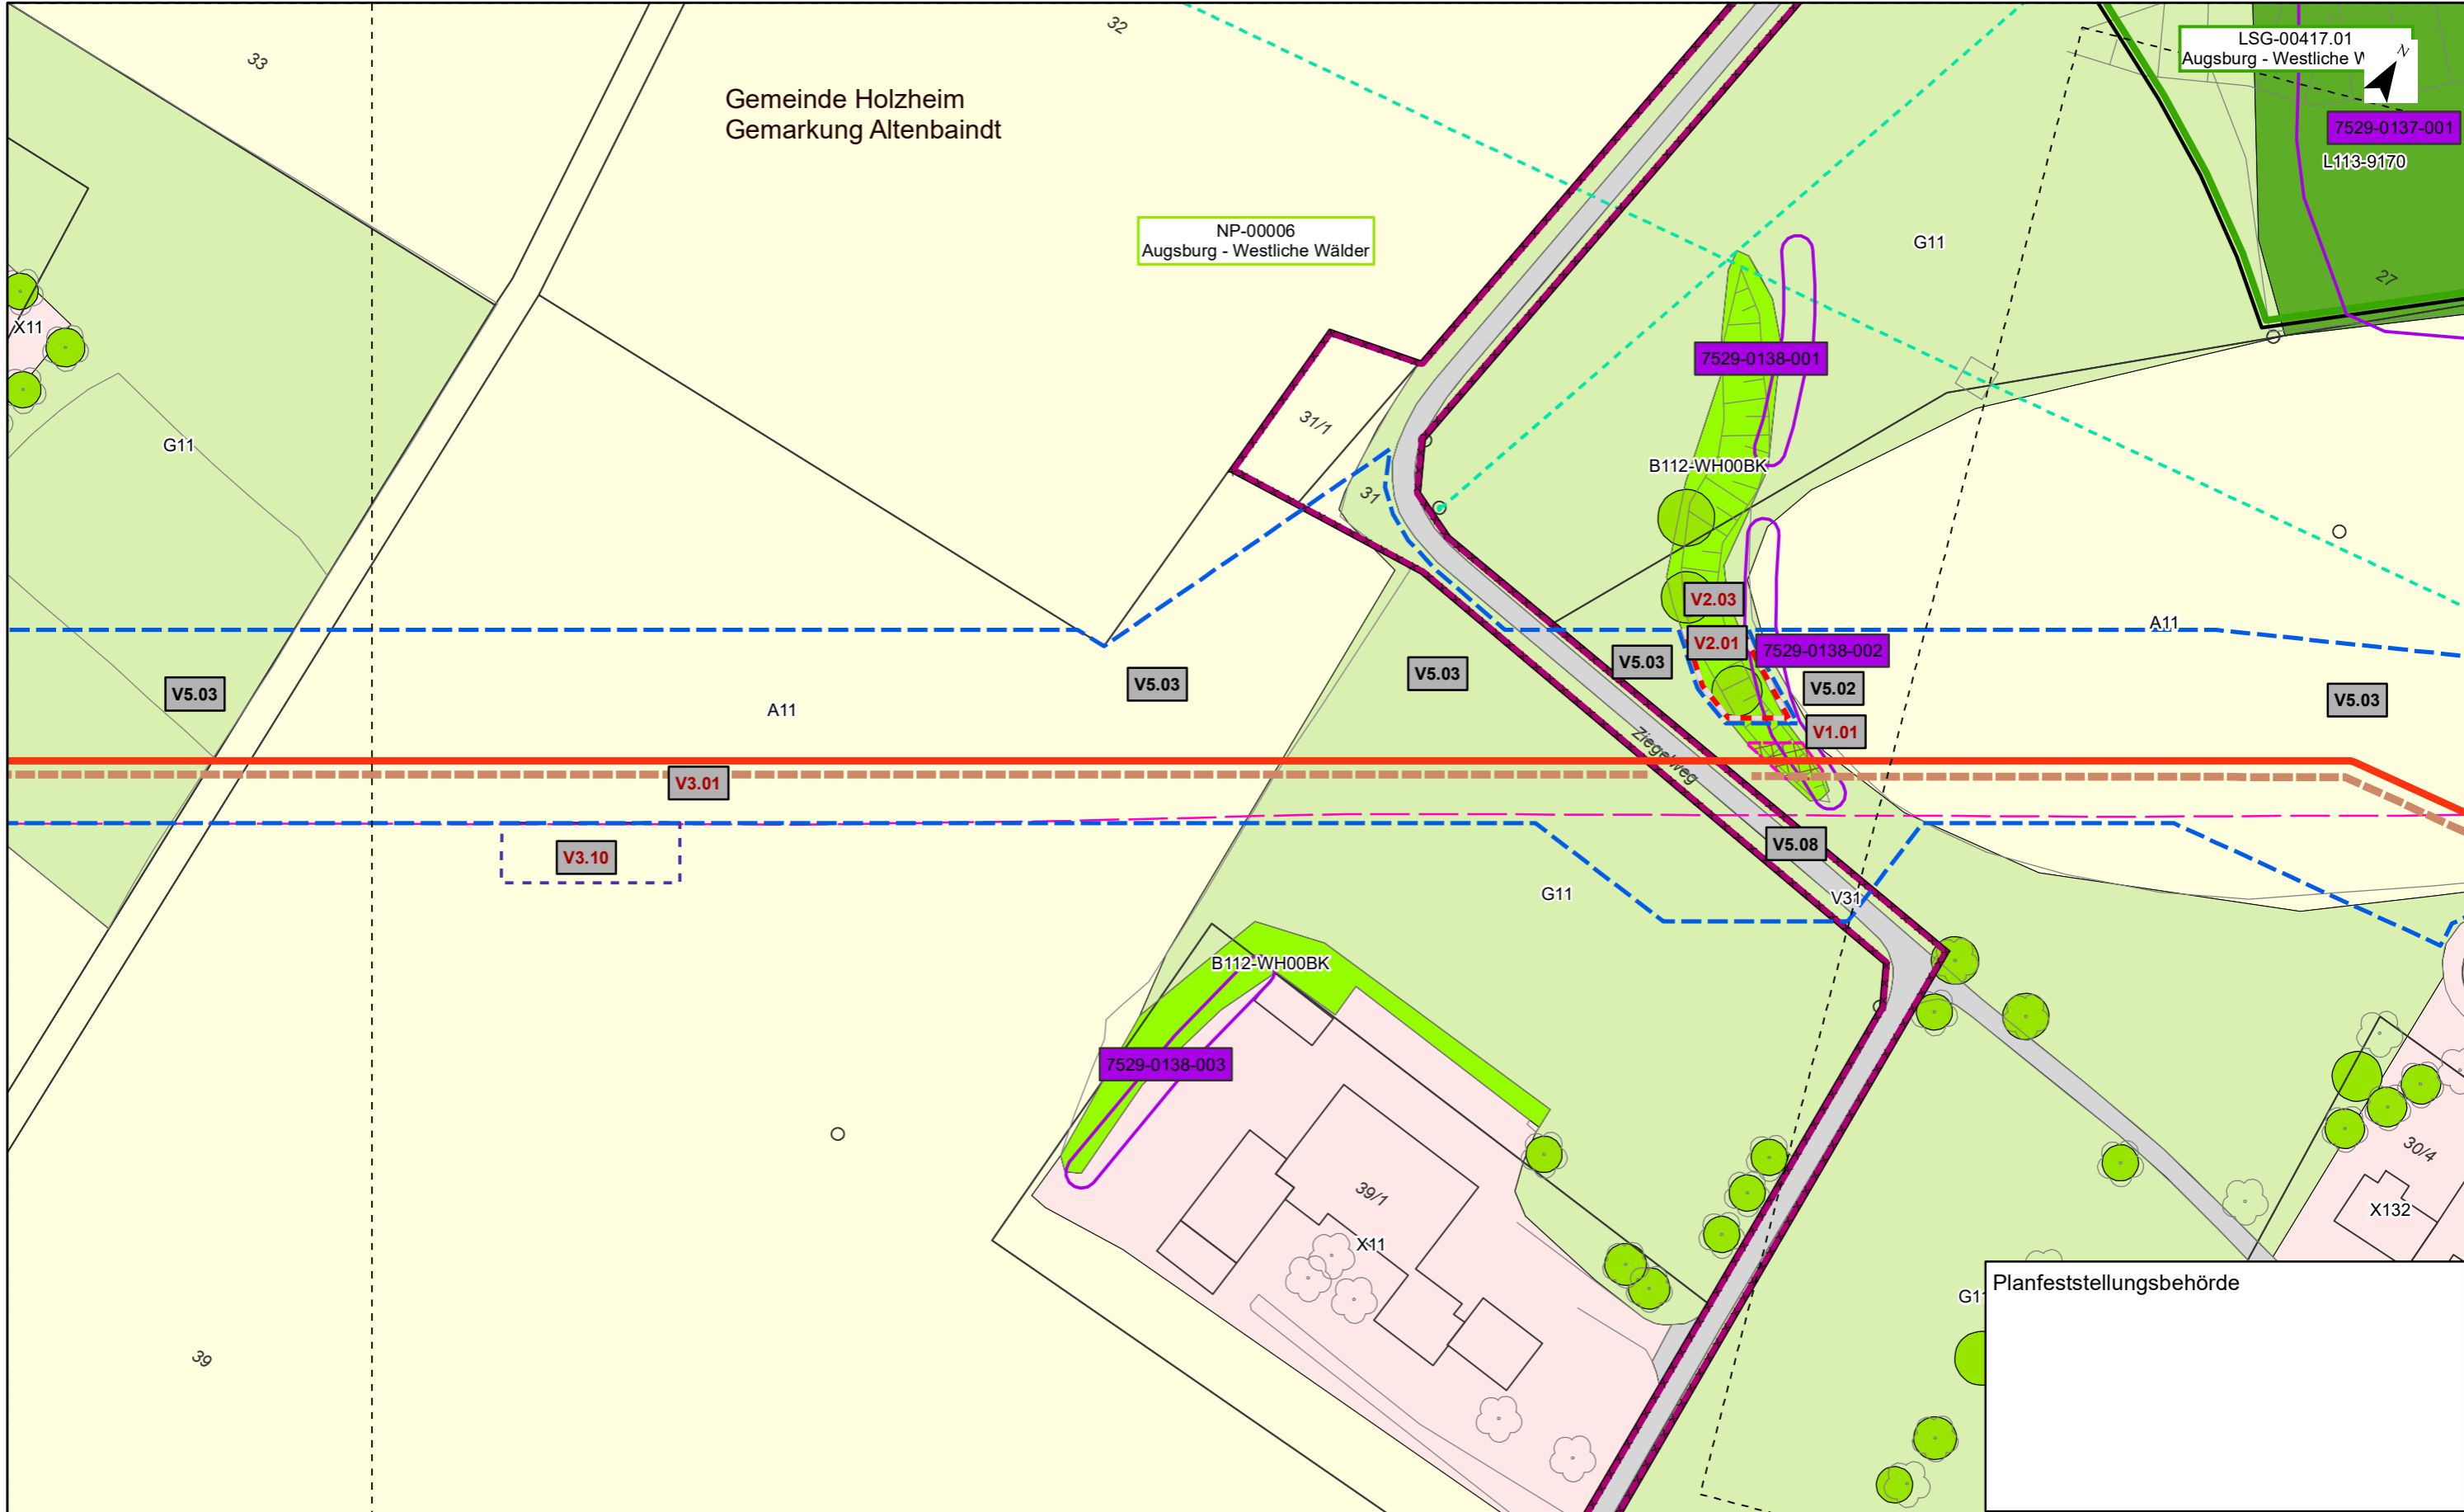 32
33
LSG-00417.01
Augsburg - Westliche W
N
Gemeinde Holzheim
Gemarkung Altenbaindt
7529-0137-001
L113-9170
NP-00006
Augsburg - Westliche Wälder
G11
27
X11
7529-0138-001
31/1
G11
B112-WH00BK
31
V2.03
A11
V2.01
7529-0138-002
V5.03
V5.03
V5.03
V5.03
V5.02
V5.03
A11
V1.01
Ziegelweg
V3.01
V5.08
V3.10
G11
V31
B112-WH00BK
7529-0138-003
30/4
39/1
X132
X11
Planfeststellungsbehörde
G11
39